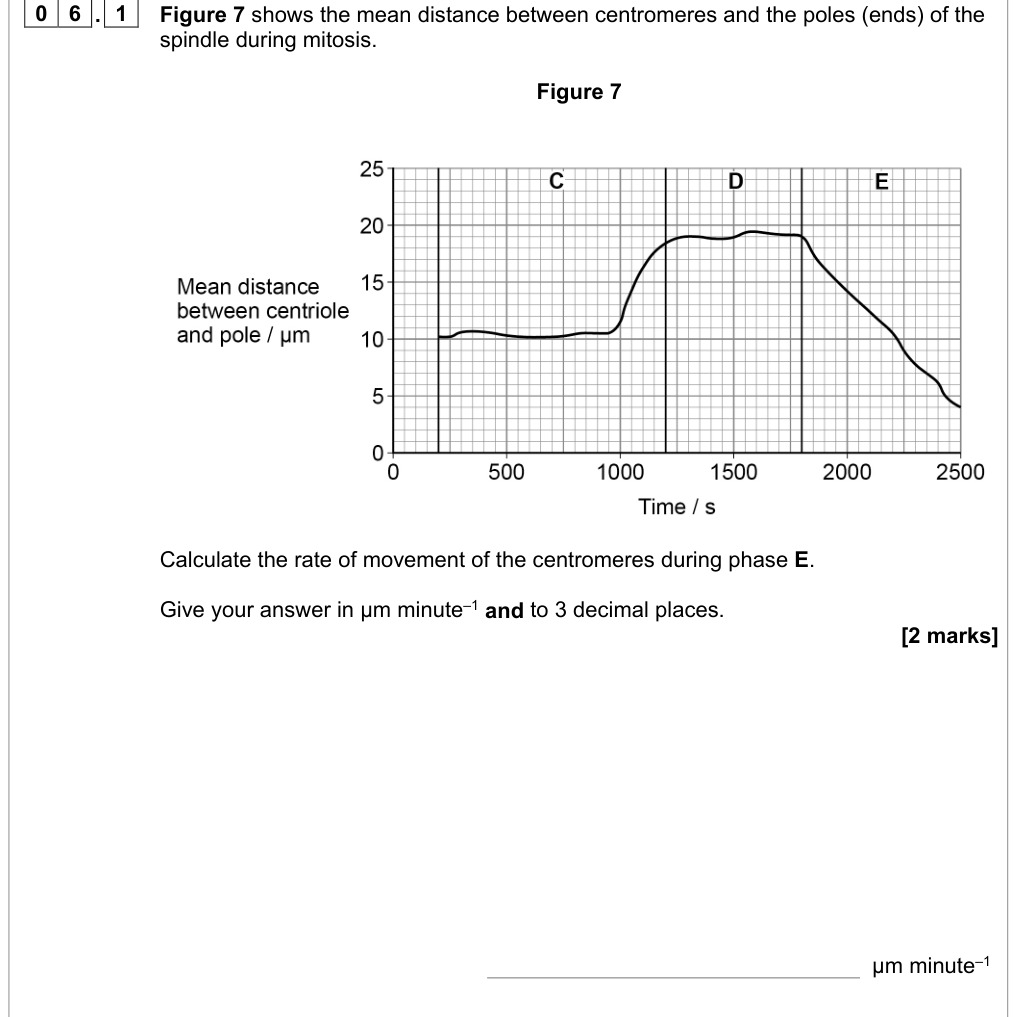 0 6 . 1 Figure 7 shows the mean distance between centromeres and the poles (ends) of the
spindle during mitosis.
Figure 7
25
C
D
E
20
15
10
5
0
Mean distance
between centriole
and pole / µm
0 500 1000 1500 2000 2500
Time / s
Calculate the rate of movement of the centromeres during phase E.
Give your answer in µm minute⁻¹ and to 3 decimal places.
[2 marks]
µm minute⁻¹